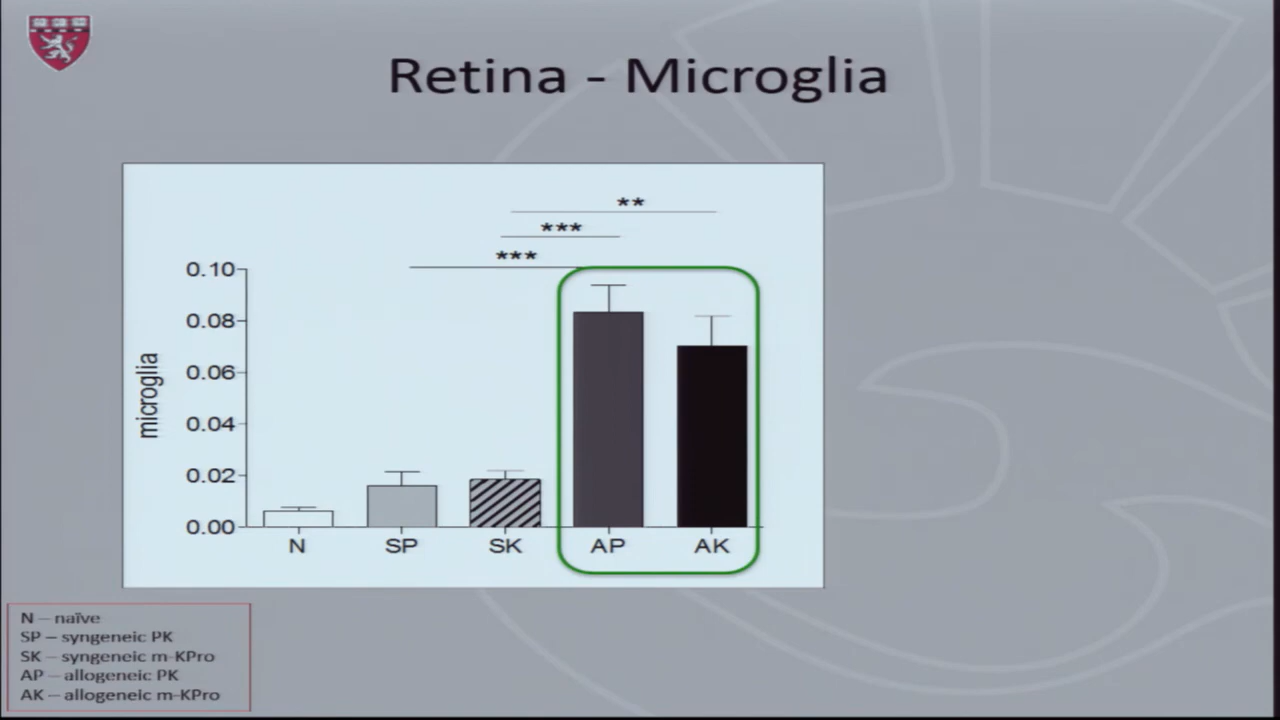 Retina - Microglia
**
***
***
0.10
0.08
0.06
0.04
0.02
0.00
microglia
N SP SK AP AK
N – naïve
SP – syngeneic PK
SK – syngeneic m-KPro
AP – allogeneic PK
AK – allogeneic m-KPro